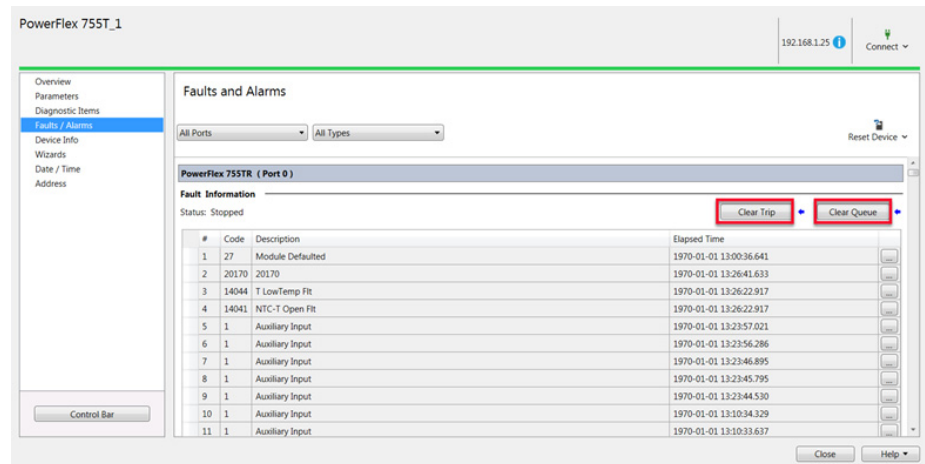 PowerFlex 755T_1
192.168.1.25
Connect
Overview
Parameters
Diagnostic Items
Faults / Alarms
Device Info
Wizards
Date / Time
Address
Control Bar
Faults and Alarms
All Ports All Types
Reset Device
PowerFlex 755TR ( Port 0 )
Fault Information
Status: Stopped Clear Trip Clear Queue
# Code Description Elapsed Time
1 27 Module Defaulted 1970-01-01 13:00:36.641 ...
2 20170 20170 1970-01-01 13:26:41.633 ...
3 14044 T LowTemp Flt 1970-01-01 13:26:22.917 ...
4 14041 NTC-T Open Flt 1970-01-01 13:26:22.917 ...
5 1 Auxiliary Input 1970-01-01 13:23:57.021 ...
6 1 Auxiliary Input 1970-01-01 13:23:56.286 ...
7 1 Auxiliary Input 1970-01-01 13:23:46.895 ...
8 1 Auxiliary Input 1970-01-01 13:23:45.795 ...
9 1 Auxiliary Input 1970-01-01 13:23:44.530 ...
10 1 Auxiliary Input 1970-01-01 13:10:34.329 ...
11 1 Auxiliary Input 1970-01-01 13:10:33.637 ...
Close Help